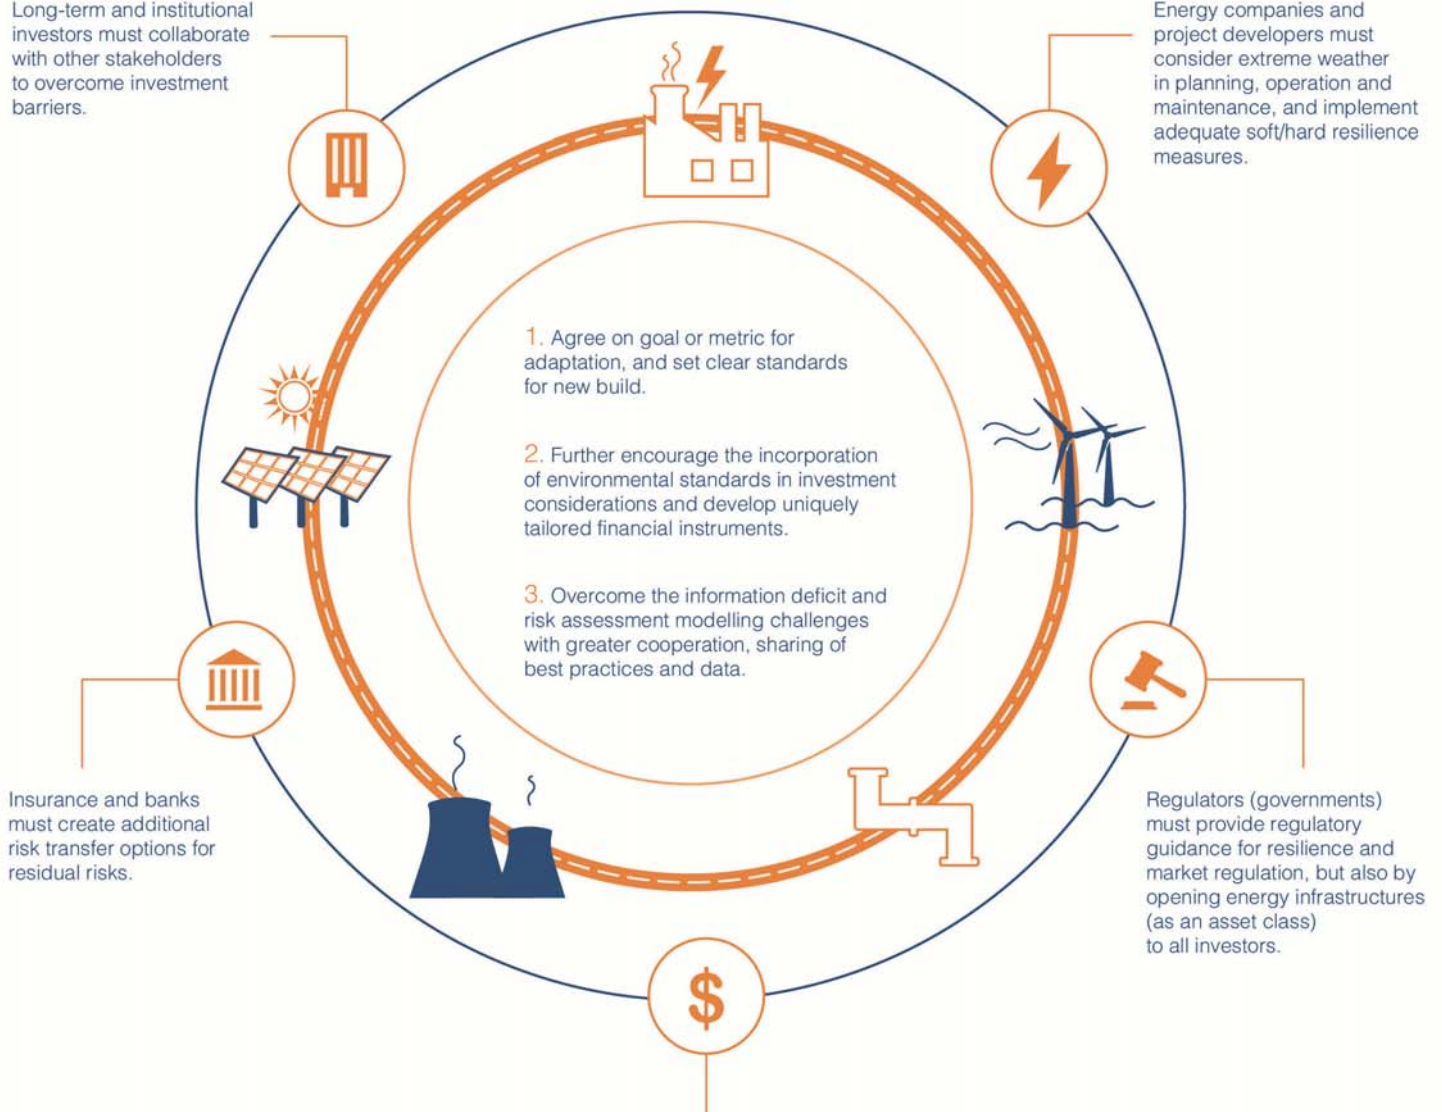 Long-term and institutional
investors must collaborate
with other stakeholders
to overcome investment
barriers.
Energy companies and
project developers must
consider extreme weather
in planning, operation and
maintenance, and implement
adequate soft/hard resilience
measures.
1. Agree on goal or metric for
adaptation, and set clear standards
for new build.
2. Further encourage the incorporation
of environmental standards in investment
considerations and develop uniquely
tailored financial instruments.
3. Overcome the information deficit and
risk assessment modelling challenges
with greater cooperation, sharing of
best practices and data.
Insurance and banks
must create additional
risk transfer options for
residual risks.
Regulators (governments)
must provide regulatory
guidance for resilience and
market regulation, but also by
opening energy infrastructures
(as an asset class)
to all investors.
$